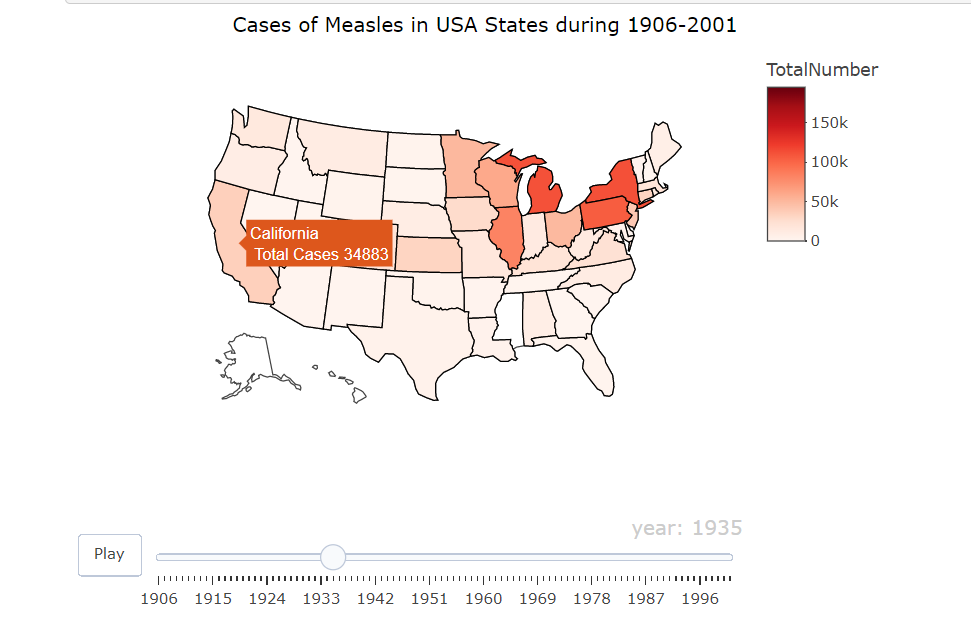 Cases of Measles in USA States during 1906-2001
TotalNumber
150k
100k
50k
0
California
Total Cases 34883
year: 1935
Play
1906 1915 1924 1933 1942 1951 1960 1969 1978 1987 1996